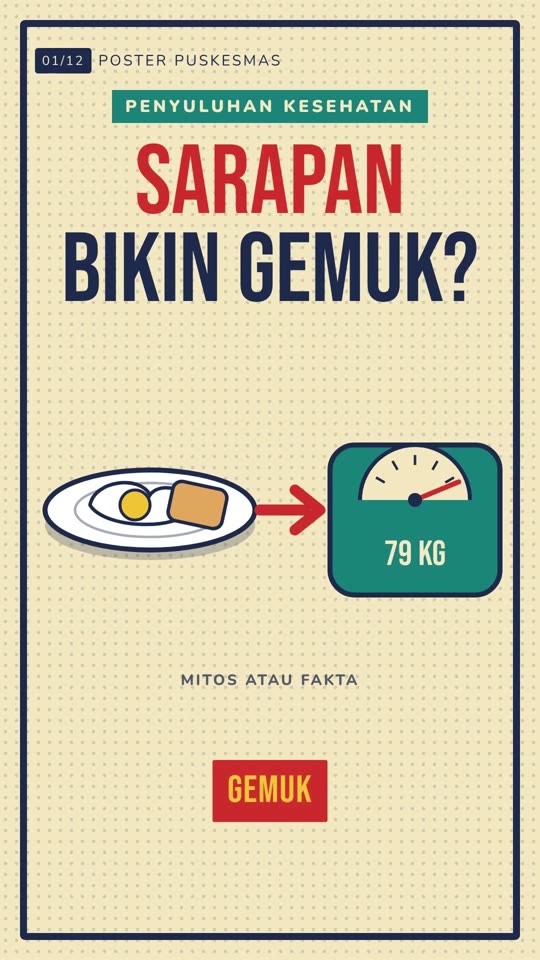 01/12 POSTER PUSKESMAS
PENYULUHAN KESEHATAN
SARAPAN
BIKIN GEMUK?
79 KG
MITOS ATAU FAKTA
GEMUK